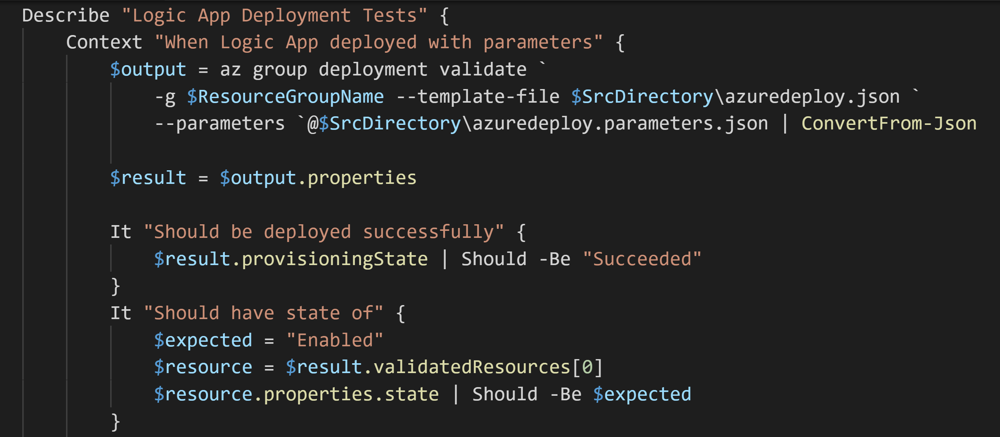 Describe "Logic App Deployment Tests" {
Context "When Logic App deployed with parameters" {
$output = az group deployment validate `
-g $ResourceGroupName --template-file $SrcDirectory\azuredeploy.json `
--parameters `@$SrcDirectory\azuredeploy.parameters.json | ConvertFrom-Json
$result = $output.properties
It "Should be deployed successfully" {
$result.provisioningState | Should -Be "Succeeded"
}
It "Should have state of" {
$expected = "Enabled"
$resource = $result.validatedResources[0]
$resource.properties.state | Should -Be $expected
}